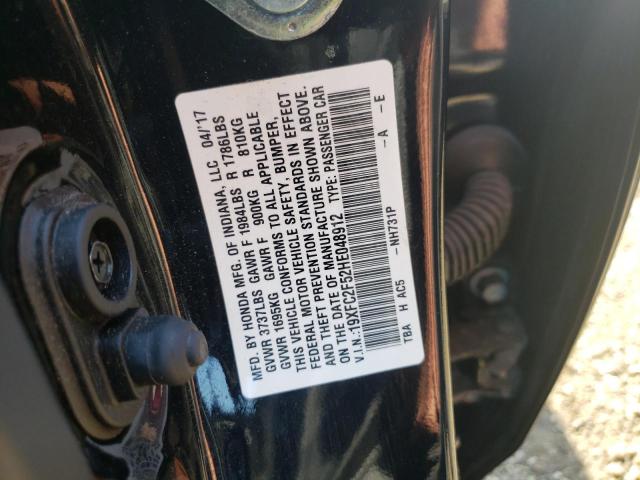 MFD. BY HONDA MFG. OF INDIANA, LLC 04/'17
GVWR 3737LBS GAWR F 1984LBS R 1786LBS
GVWR 1695KG GAWR F 900KG R 810KG
THIS VEHICLE CONFORMS TO ALL APPLICABLE
FEDERAL MOTOR VEHICLE SAFETY, BUMPER,
AND THEFT PREVENTION STANDARDS IN EFFECT
ON THE DATE OF MANUFACTURE SHOWN ABOVE.
V.I.N.:19XFC2F52HE048912 TYPE: PASSENGER CAR
TBA H AC5 -NH731P -A -E